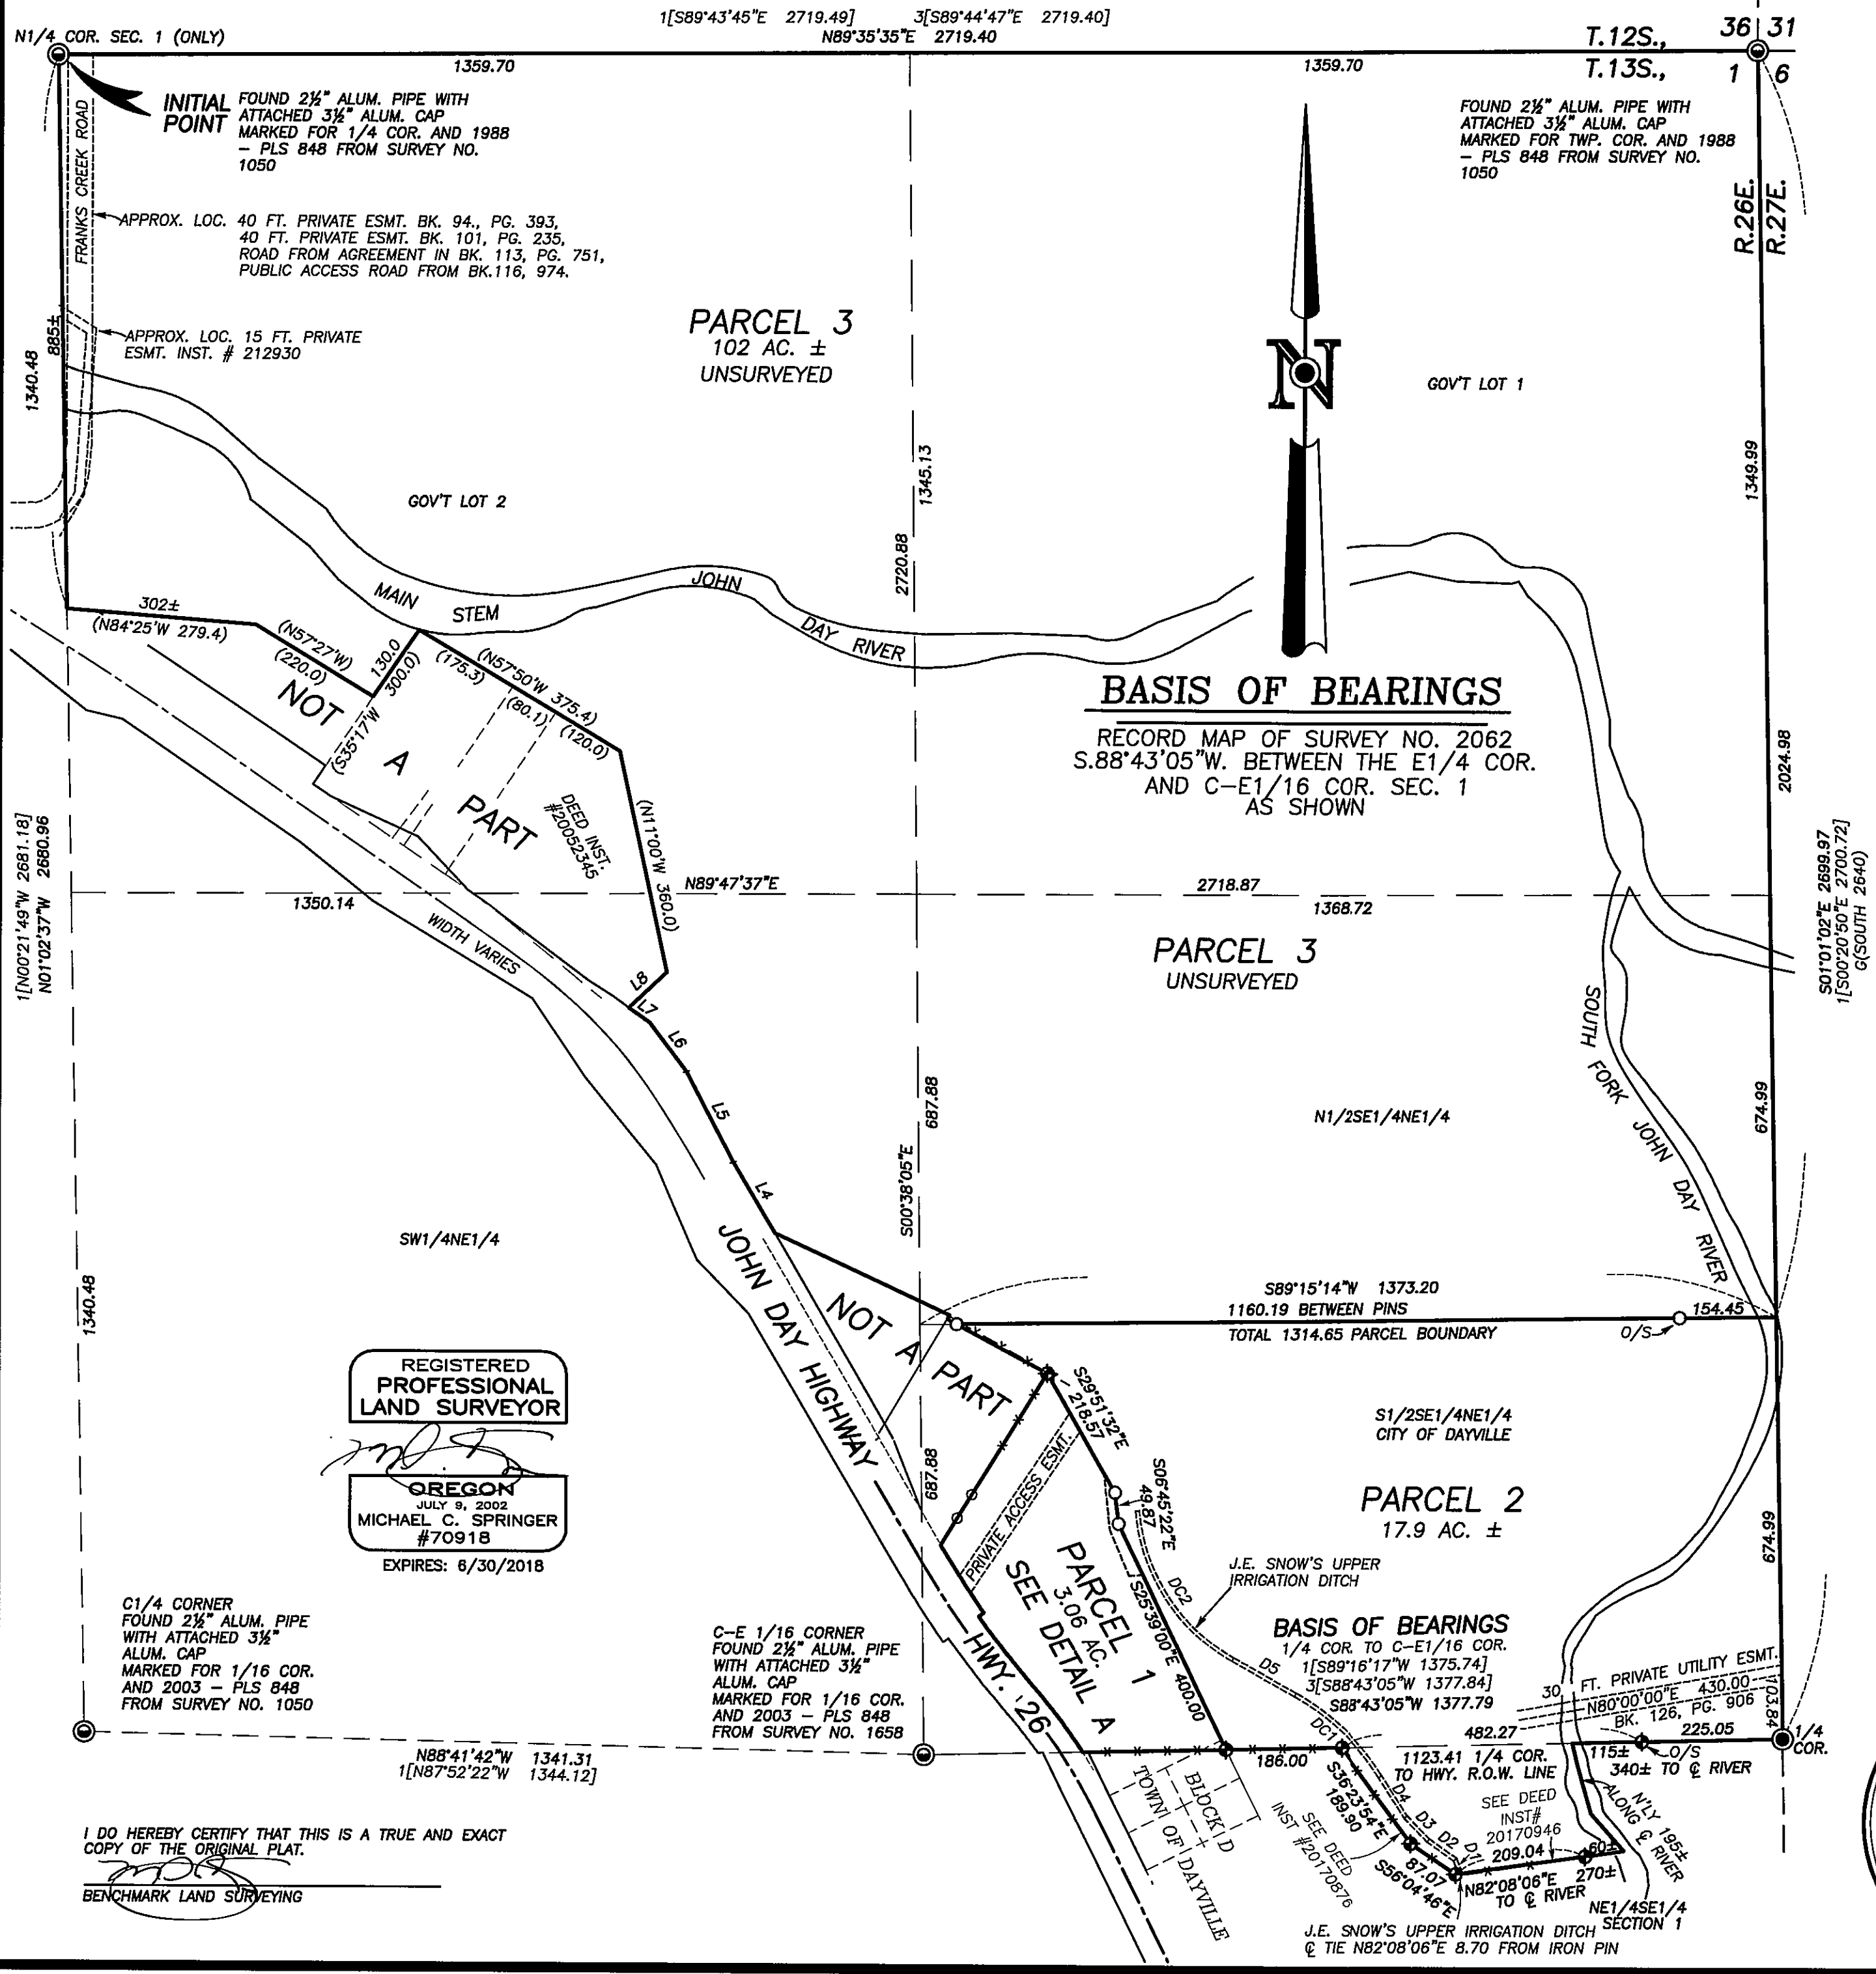 1[S89°43'45"E 2719.49] 3[S89°44'47"E 2719.40]
N89°35'35"E 2719.40
N1/4 COR. SEC. 1 (ONLY)
1359.70
1359.70
T.12S.,
T.13S.,
36 31
1 6
R.26E.
R.27E.
INITIAL
POINT
FOUND 2½" ALUM. PIPE WITH
ATTACHED 3½" ALUM. CAP
MARKED FOR 1/4 COR. AND 1988
– PLS 848 FROM SURVEY NO.
1050
FOUND 2½" ALUM. PIPE WITH
ATTACHED 3½" ALUM. CAP
MARKED FOR TWP. COR. AND 1988
– PLS 848 FROM SURVEY NO.
1050
FRANKS CREEK ROAD
APPROX. LOC. 40 FT. PRIVATE ESMT. BK. 94., PG. 393,
40 FT. PRIVATE ESMT. BK. 101, PG. 235,
ROAD FROM AGREEMENT IN BK. 113, PG. 751,
PUBLIC ACCESS ROAD FROM BK.116, 974.
APPROX. LOC. 15 FT. PRIVATE
ESMT. INST. # 212930
885±
1340.48
PARCEL 3
102 AC. ±
UNSURVEYED
N
GOV'T LOT 1
GOV'T LOT 2
1345.13
2720.88
1349.99
2024.98
MAIN STEM JOHN DAY RIVER
302±
(N84°25'W 279.4)
(N57°27'W)
(220.0)
130.0
300.0)
(S35°17'W
(N57°50'W 375.4)
(175.3)
(80.1)
(120.0)
NOT
A
PART
DEED INST.
#20052345
(N11°00'W 360.0)
BASIS OF BEARINGS
RECORD MAP OF SURVEY NO. 2062
S.88°43'05"W. BETWEEN THE E1/4 COR.
AND C–E1/16 COR. SEC. 1
AS SHOWN
1[N00°21'49"W 2681.18]
N01°02'37"W 2680.96
S01°01'02"E 2699.97
1[S00°20'50"E 2700.72]
G(SOUTH 2640)
N89°47'37"E
2718.87
1350.14
1368.72
WIDTH VARIES
PARCEL 3
UNSURVEYED
L8
L7
L6
L5
L4
SOUTH FORK JOHN DAY RIVER
687.88
S00°38'05"E
674.99
N1/2SE1/4NE1/4
SW1/4NE1/4
1340.48
JOHN DAY HIGHWAY
NOT A PART
S89°15'14"W 1373.20
1160.19 BETWEEN PINS
TOTAL 1314.65 PARCEL BOUNDARY
154.45
O/S
REGISTERED
PROFESSIONAL
LAND SURVEYOR
OREGON
JULY 9, 2002
MICHAEL C. SPRINGER
#70918
EXPIRES: 6/30/2018
S29°51'32"E
218.57
S1/2SE1/4NE1/4
CITY OF DAYVILLE
687.88
PRIVATE ACCESS ESMT.
S06°45'22"E
49.87
PARCEL 2
17.9 AC. ±
674.99
J.E. SNOW'S UPPER
IRRIGATION DITCH
DC2
D5
PARCEL 1
3.06 AC.
SEE DETAIL A
S25°39'00"E 400.00
HWY. 26
BASIS OF BEARINGS
1/4 COR. TO C–E1/16 COR.
1[S89°16'17"W 1375.74]
3[S88°43'05"W 1377.84]
S88°43'05"W 1377.79
30 FT. PRIVATE UTILITY ESMT.
N80°00'00"E 430.00
BK. 126, PG. 906
103.84
C1/4 CORNER
FOUND 2½" ALUM. PIPE
WITH ATTACHED 3½"
ALUM. CAP
MARKED FOR 1/16 COR.
AND 2003 – PLS 848
FROM SURVEY NO. 1050
C–E 1/16 CORNER
FOUND 2½" ALUM. PIPE
WITH ATTACHED 3½"
ALUM. CAP
MARKED FOR 1/16 COR.
AND 2003 – PLS 848
FROM SURVEY NO. 1658
N88°41'42"W 1341.31
1[N87°52'22"W 1344.12]
186.00
DC1
482.27
225.05
1/4
COR.
1123.41 1/4 COR.
TO HWY. R.O.W. LINE
115±
O/S
340± TO ℄ RIVER
BLOCK D
TOWN OF DAYVILLE
S36°23'54"E
189.90
D4
D3
D2
D1
SEE DEED
INST#
20170946
N'LY 195±
ALONG ℄ RIVER
SEE DEED
INST #20170876
87.07
S56°04'46"E
209.04
60±
N82°08'06"E 270±
TO ℄ RIVER
NE1/4SE1/4
SECTION 1
J.E. SNOW'S UPPER IRRIGATION DITCH
℄ TIE N82°08'06"E 8.70 FROM IRON PIN
I DO HEREBY CERTIFY THAT THIS IS A TRUE AND EXACT
COPY OF THE ORIGINAL PLAT.
BENCHMARK LAND SURVEYING